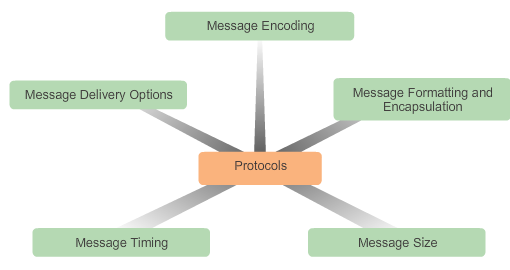 Message Encoding
Message Delivery Options
Message Formatting and
Encapsulation
Protocols
Message Timing
Message Size